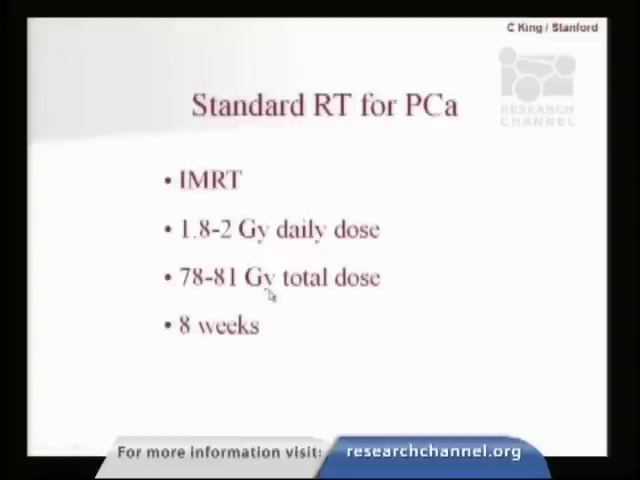 C King / Stanford
RESEARCH
CHANNEL
Standard RT for PCa
• IMRT
• 1.8-2 Gy daily dose
• 78-81 Gy total dose
• 8 weeks
For more information visit:
researchchannel.org